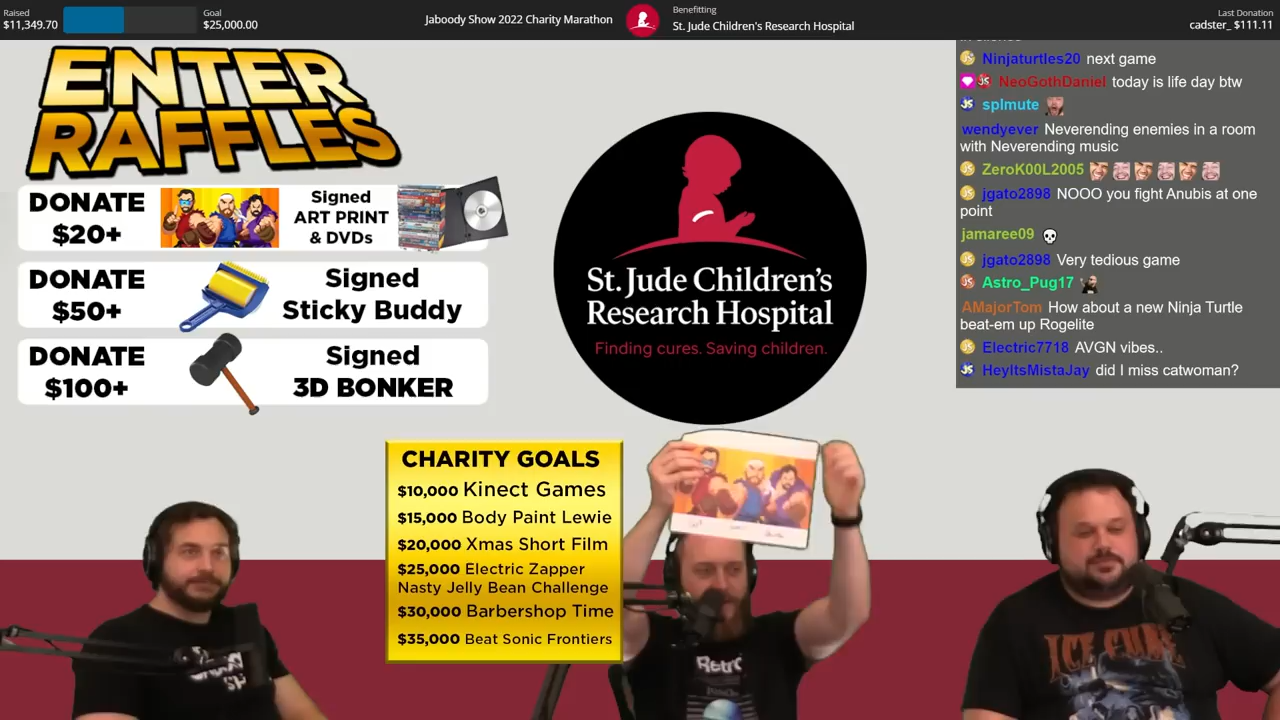 Raised
$11,349.70
Goal
$25,000.00
Jaboody Show 2022 Charity Marathon
Benefitting
St. Jude Children's Research Hospital
Last Donation
cadster_ $111.11
ENTER
RAFFLES
DONATE
$20+
Signed
ART PRINT
& DVDs
DONATE
$50+
Signed
Sticky Buddy
DONATE
$100+
Signed
3D BONKER
St. Jude Children's
Research Hospital
Finding cures. Saving children.
CHARITY GOALS
$10,000 Kinect Games
$15,000 Body Paint Lewie
$20,000 Xmas Short Film
$25,000 Electric Zapper
Nasty Jelly Bean Challenge
$30,000 Barbershop Time
$35,000 Beat Sonic Frontiers
Ninjaturtles20 next game
NeoGothDaniel today is life day btw
splmute
wendyever Neverending enemies in a room
with Neverending music
ZeroK00L2005
jgato2898 NOOO you fight Anubis at one
point
jamaree09
jgato2898 Very tedious game
Astro_Pug17
AMajorTom How about a new Ninja Turtle
beat-em up Rogelite
Electric7718 AVGN vibes..
HeyItsMistaJay did I miss catwoman?
Retro
ICE CUBE